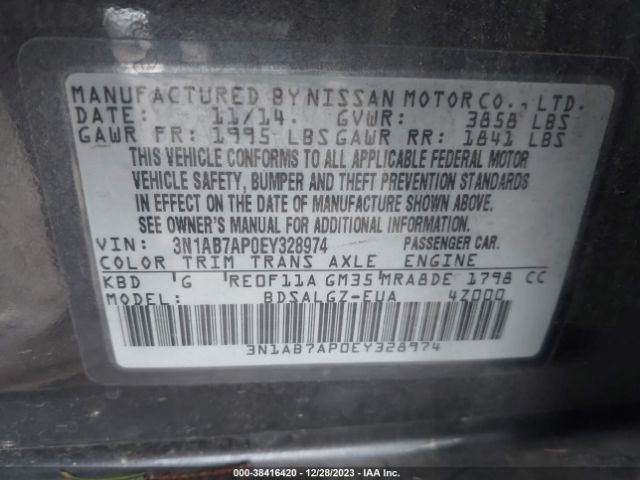 MANUFACTURED BY NISSAN MOTOR CO., LTD.
DATE: 11/14. GVWR: 3858 LBS
GAWR FR: 1995 LBS GAWR RR: 1841 LBS
THIS VEHICLE CONFORMS TO ALL APPLICABLE FEDERAL MOTOR
VEHICLE SAFETY, BUMPER AND THEFT PREVENTION STANDARDS
IN EFFECT ON THE DATE OF MANUFACTURE SHOWN ABOVE.
SEE OWNER'S MANUAL FOR ADDITIONAL INFORMATION.
VIN: 3N1AB7AP0EY328974 PASSENGER CAR.
COLOR TRIM TRANS AXLE ENGINE
KBD G RE0F11A GM35 MRA8DE 1798 CC
MODEL: BDSALGZ-EUA 4Z000
3N1AB7AP0EY328974
000-38416420 - 12/28/2023 - IAA Inc.